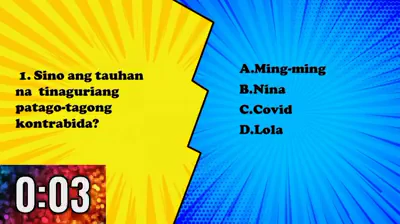 1. Sino ang tauhan
na tinaguriang
patago-tagong
kontrabida?
A.Ming-ming
B.Nina
C.Covid
D.Lola
0:03